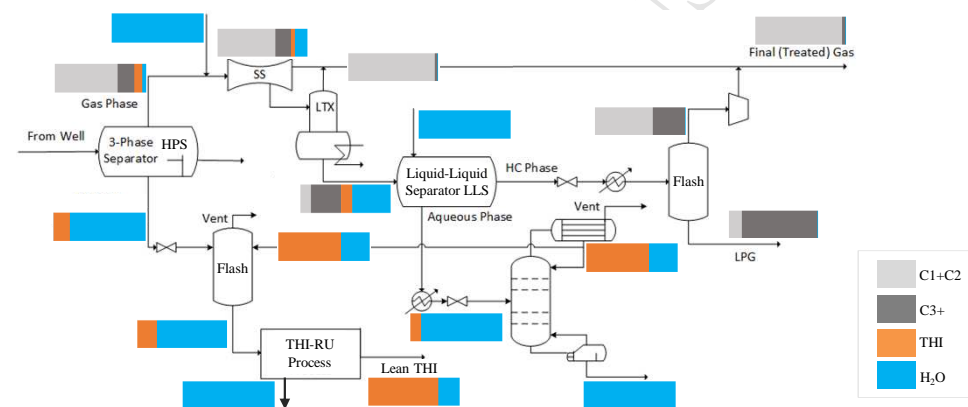 Final (Treated) Gas
SS
Gas Phase
LTX
From Well
3-Phase HPS
Separator
Liquid-Liquid
Separator LLS
HC Phase
Flash
Aqueous Phase
Vent
Vent
Flash
LPG
C1+C2
C3+
THI
H₂O
THI-RU
Process
Lean THI